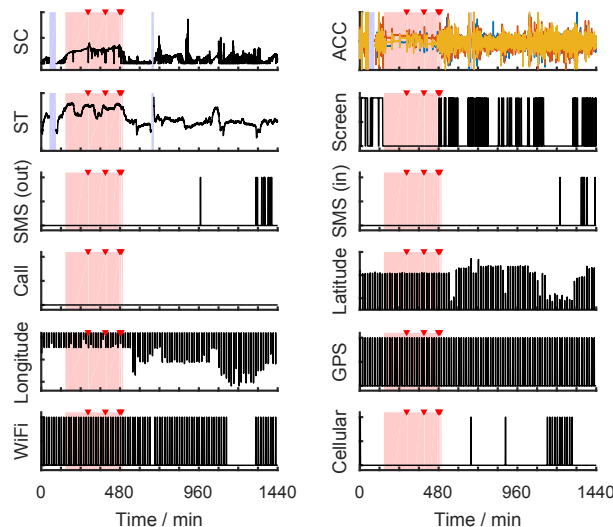 SC
ACC
ST
Screen
SMS (out)
SMS (in)
Call
Latitude
Longitude
GPS
WiFi
Cellular
0 480 960 1440
0 480 960 1440
Time / min
Time / min